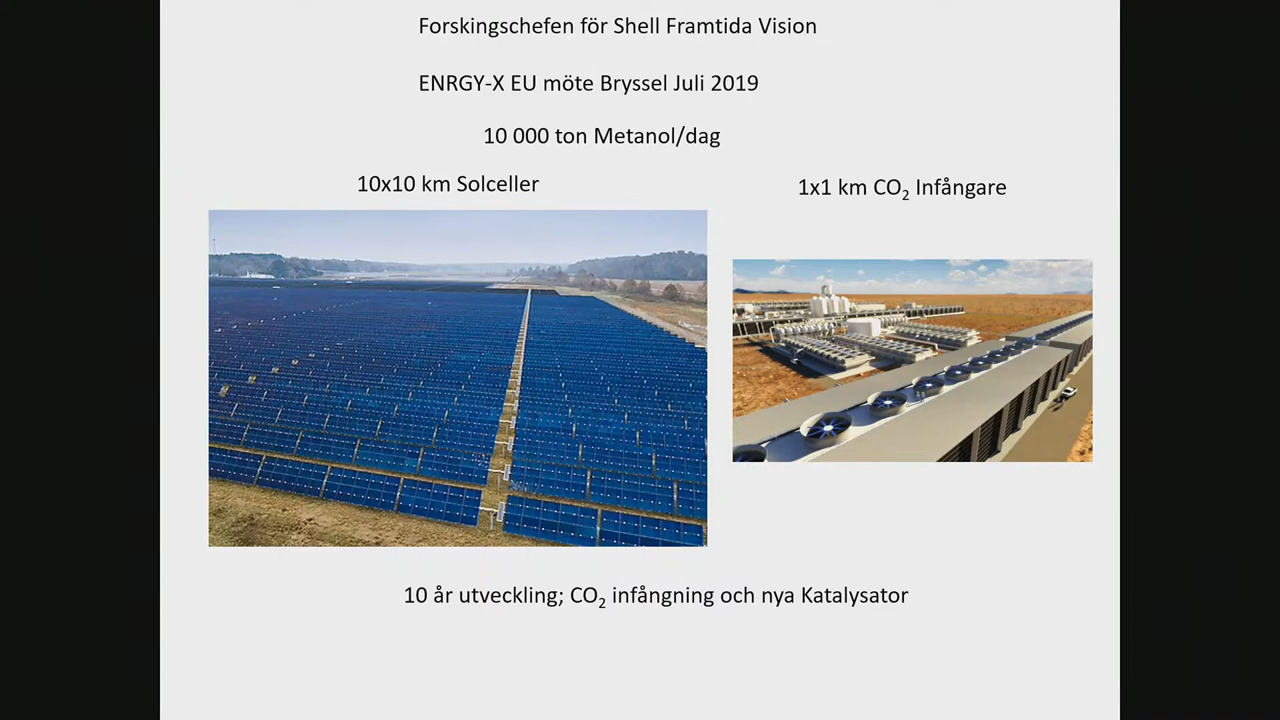 Forskingschefen för Shell Framtida Vision
ENRGY-X EU möte Bryssel Juli 2019
10 000 ton Metanol/dag
10x10 km Solceller
1x1 km CO₂ Infångare
10 år utveckling; CO₂ infångning och nya Katalysator